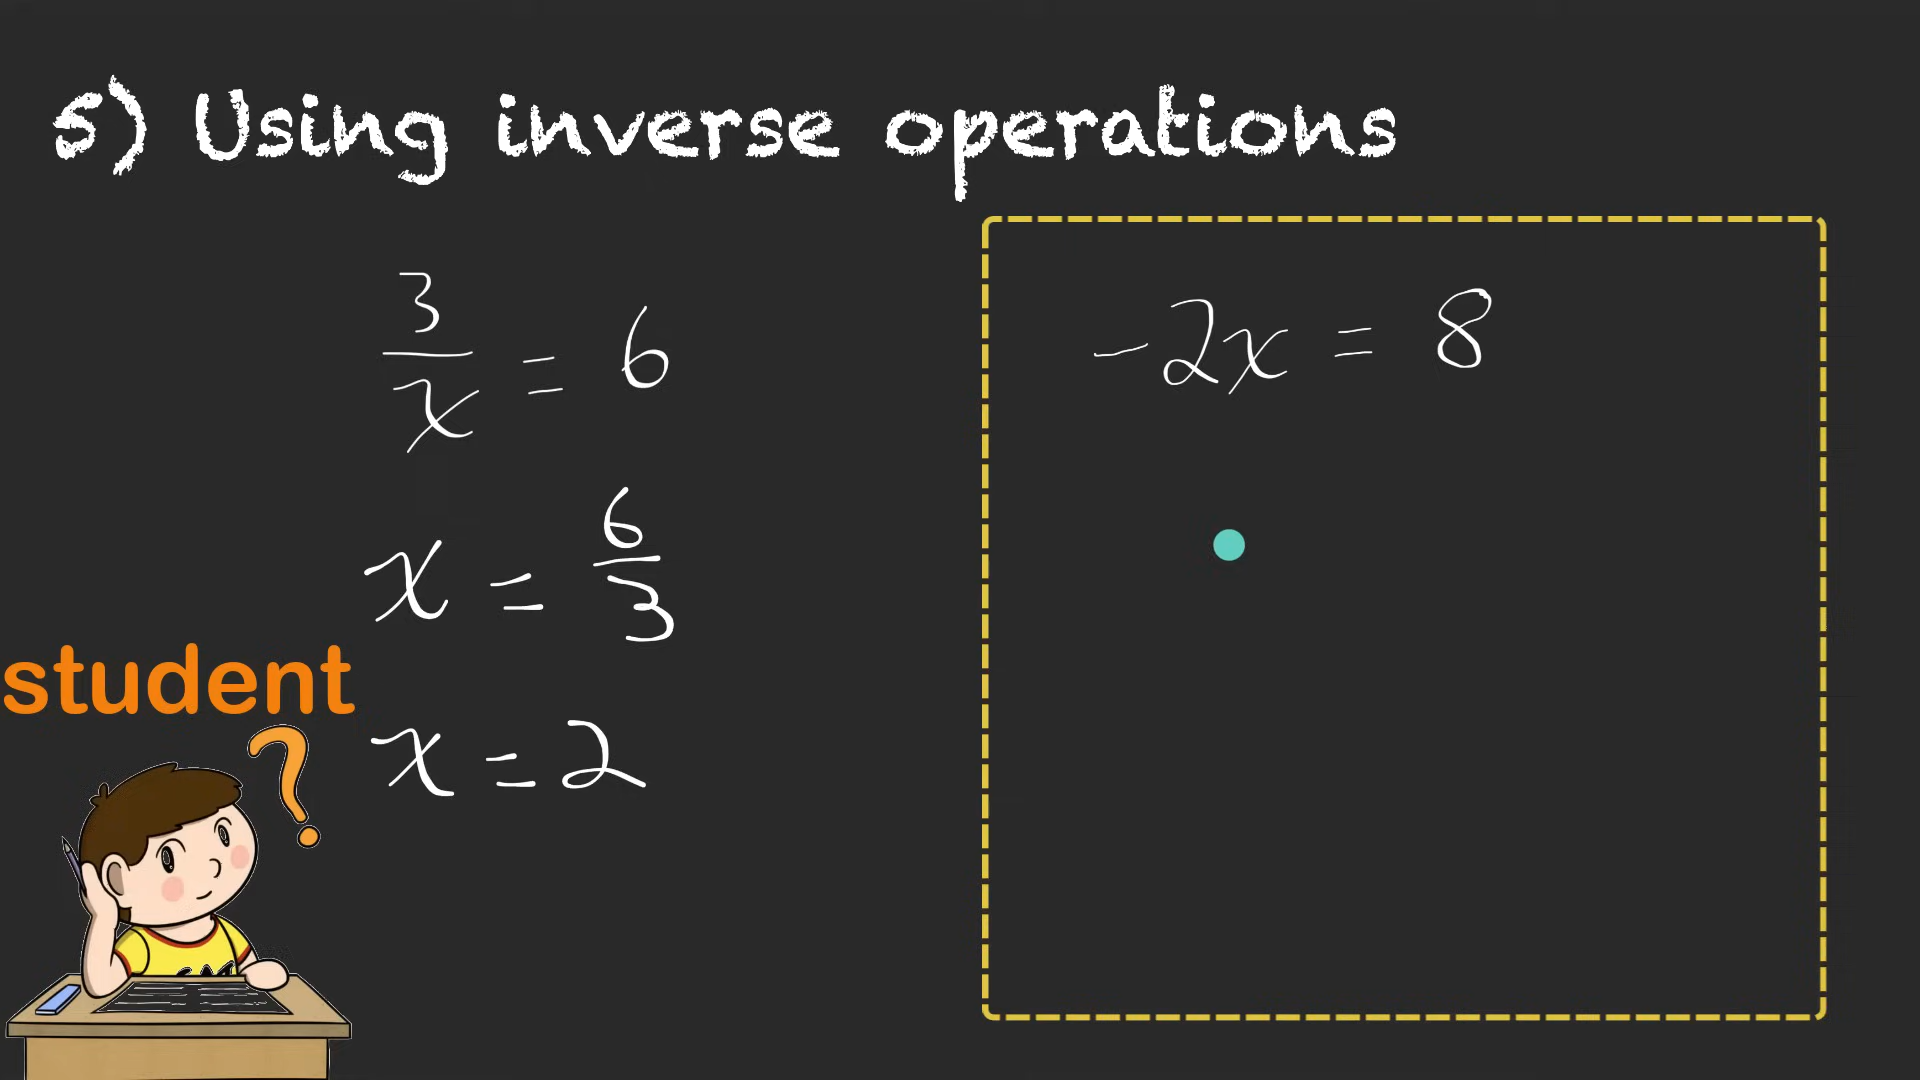 5) Using inverse operations
3/x = 6
x = 6/3
student
x = 2
?
-2x = 8